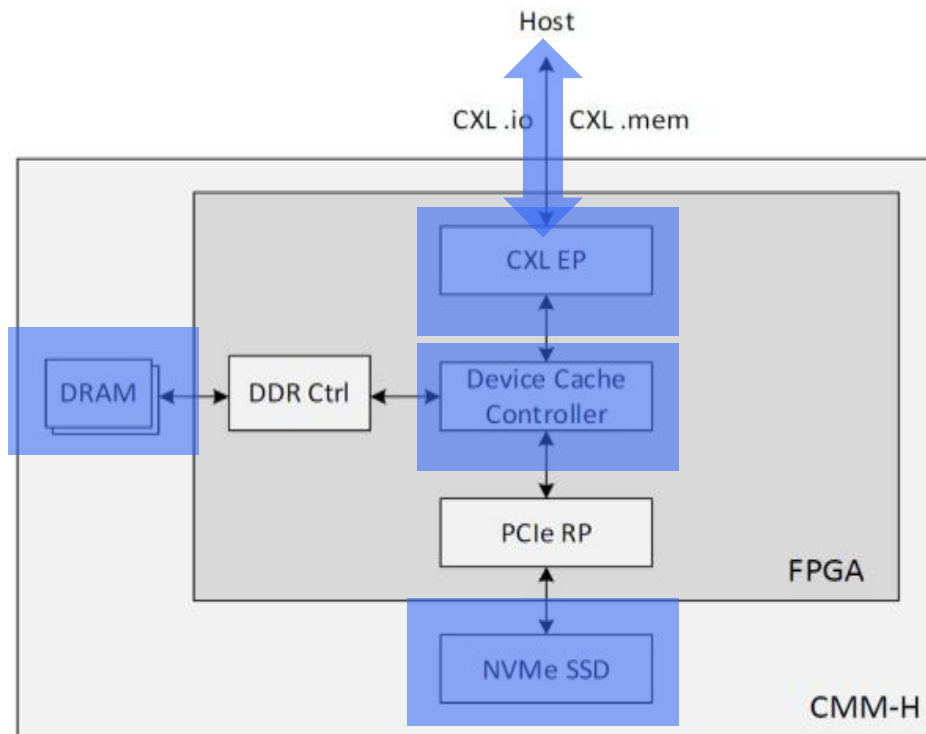 Host
CXL .io
CXL .mem
CXL EP
DRAM
DDR Ctrl
Device Cache
Controller
PCIe RP
FPGA
NVMe SSD
CMM-H